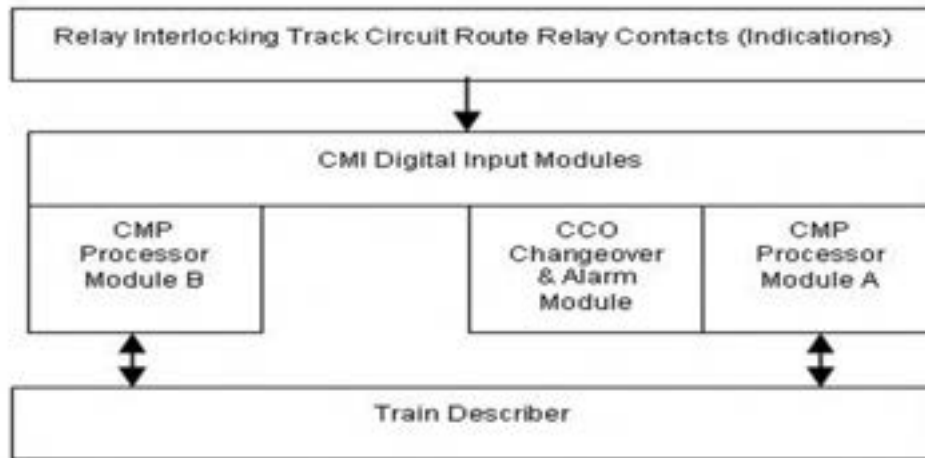 Relay Interlocking Track Circuit Route Relay Contacts (Indications)
CMI Digital Input Modules
CMP
Processor
Module B
CCO
Changeover
& Alarm
Module
CMP
Processor
Module A
Train Describer